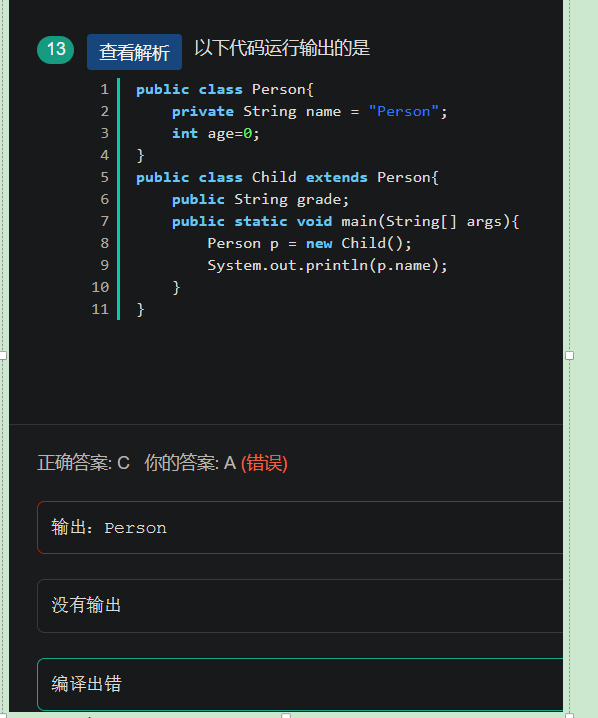 13 查看解析 以下代码运行输出的是
1 public class Person{
2     private String name = "Person";
3     int age=0;
4 }
5 public class Child extends Person{
6     public String grade;
7     public static void main(String[] args){
8         Person p = new Child();
9         System.out.println(p.name);
10     }
11 }
正确答案: C 你的答案: A (错误)
输出：Person
没有输出
编译出错